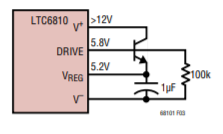 LTC6810
V+
>12V
DRIVE
5.8V
VREG
5.2V
1µF
100k
V–
68101 F03